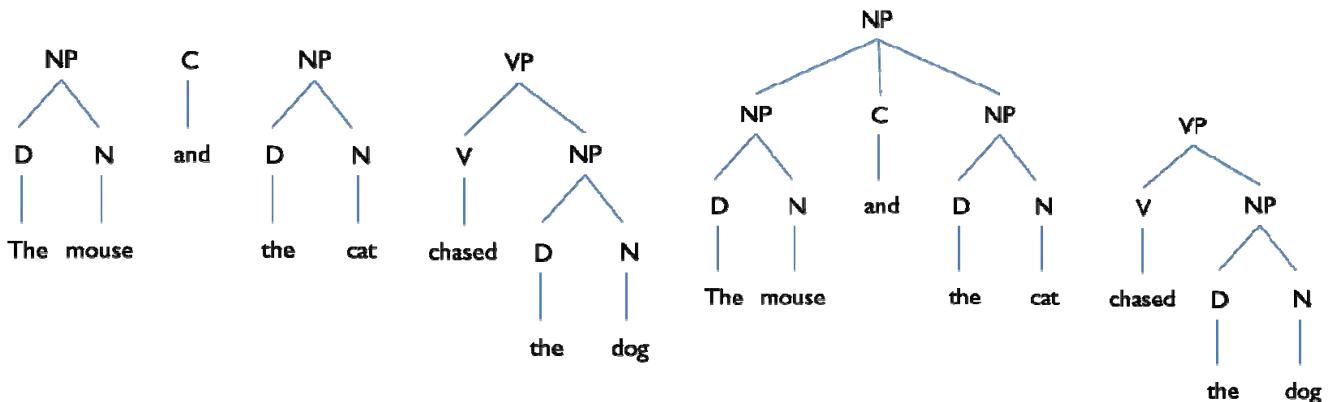 NP
NP C NP VP
NP C NP
VP
D N and D N V NP
D N and D N V NP
The mouse the cat chased D N
The mouse the cat chased D N
the dog
the dog